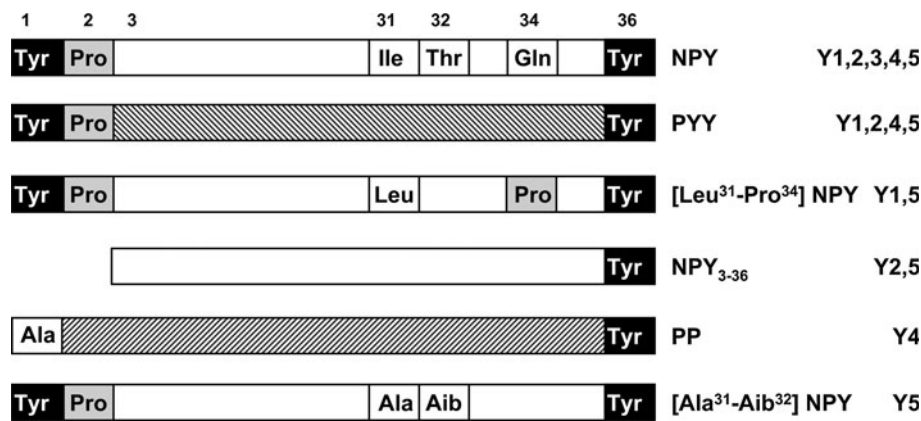 1 2 3 31 32 34 36
Tyr Pro Ile Thr Gln Tyr NPY Y1,2,3,4,5
Tyr Pro Tyr PYY Y1,2,4,5
Tyr Pro Leu Pro Tyr [Leu³¹-Pro³⁴] NPY Y1,5
Tyr NPY₃₋₃₆ Y2,5
Ala Tyr PP Y4
Tyr Pro Ala Aib Tyr [Ala³¹-Aib³²] NPY Y5